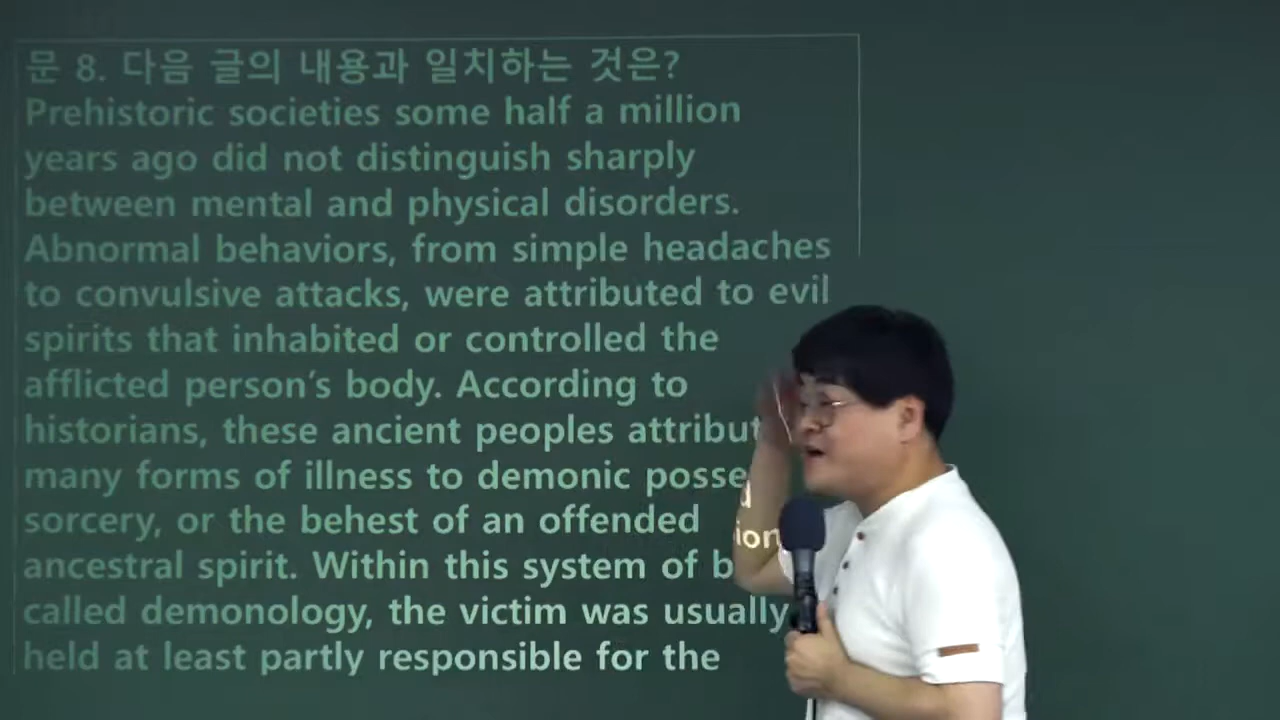 문 8. 다음 글의 내용과 일치하는 것은?
Prehistoric societies some half a million
years ago did not distinguish sharply
between mental and physical disorders.
Abnormal behaviors, from simple headaches
to convulsive attacks, were attributed to evil
spirits that inhabited or controlled the
afflicted person's body. According to
historians, these ancient peoples
many forms of illness to demonic
sorcery, or the behest of an offended
ancestral spirit. Within this system of
called demonology, the victim was usually
held at least partly responsible for the